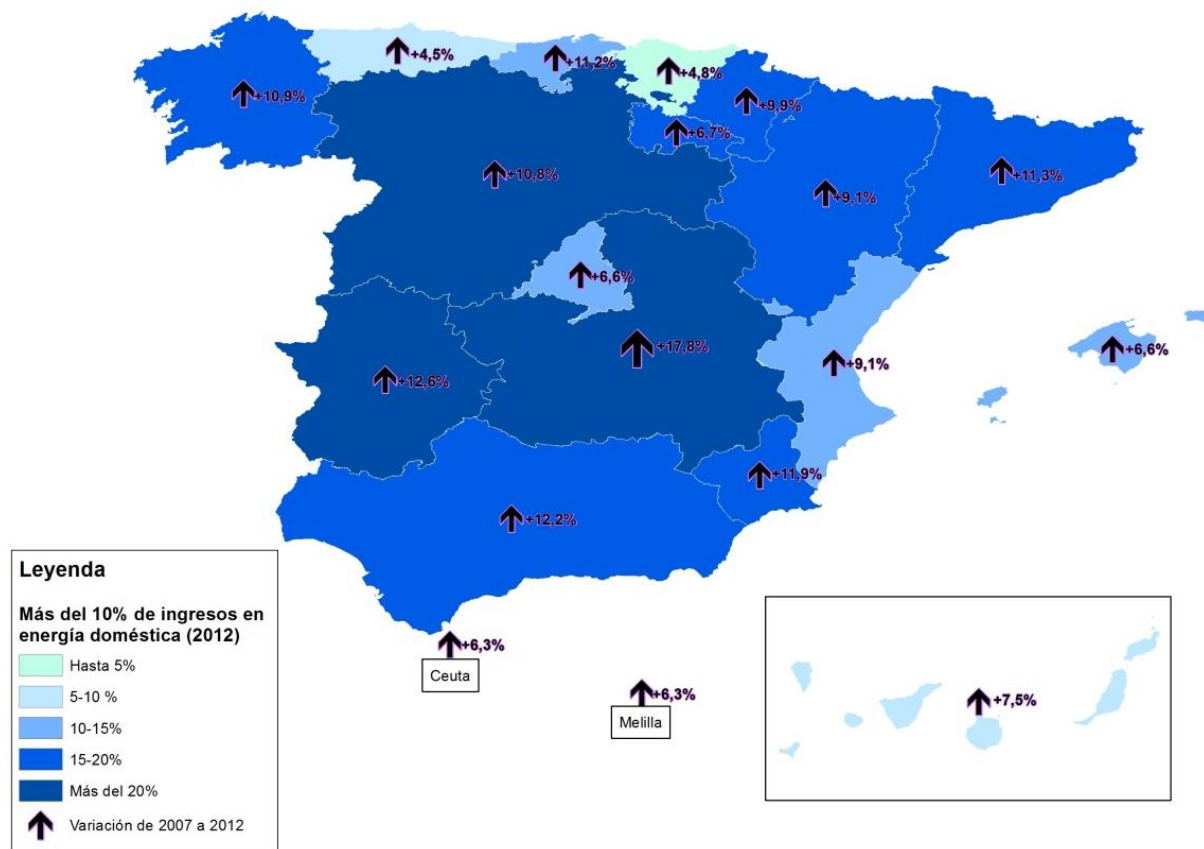 +4,5%
+11,2%
+4,8%
+10,9%
+9,9%
+6,7%
+10,8%
+9,1%
+11,3%
+6,6%
+17,8%
+9,1%
+6,6%
+12,6%
+11,9%
+12,2%
+6,3%
Ceuta
+6,3%
Melilla
+7,5%
Leyenda
Más del 10% de ingresos en
energía doméstica (2012)
Hasta 5%
5-10 %
10-15%
15-20%
Más del 20%
Variación de 2007 a 2012